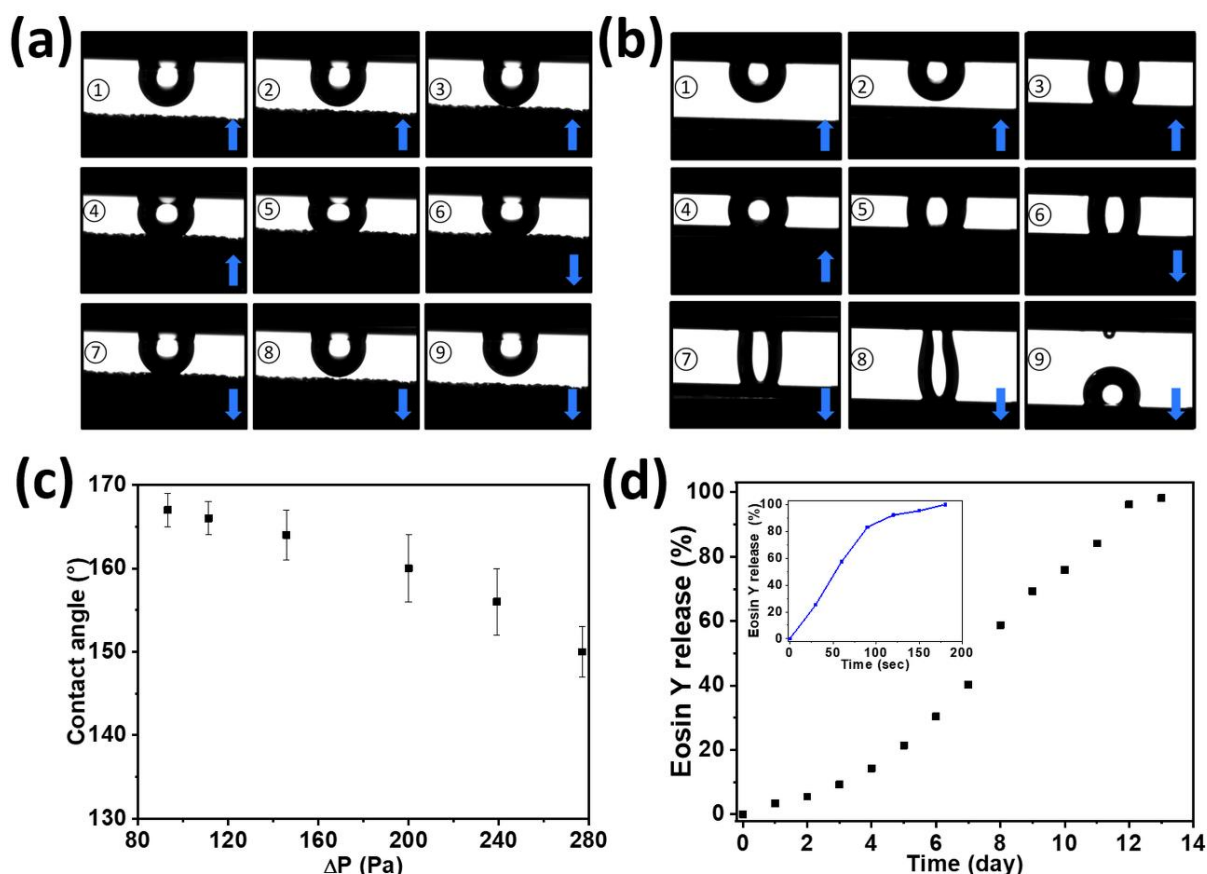 (a)
① ② ③
④ ⑤ ⑥
⑦ ⑧ ⑨
(b)
① ② ③
④ ⑤ ⑥
⑦ ⑧ ⑨
(c)
170
160
150
140
130
Contact angle (°)
80 120 160 200 240 280
ΔP (Pa)
(d)
100
80
60
40
20
0
Eosin Y release (%)
0 2 4 6 8 10 12 14
Time (day)
100
80
60
40
20
0
Eosin Y release (%)
0 50 100 150 200
Time (sec)